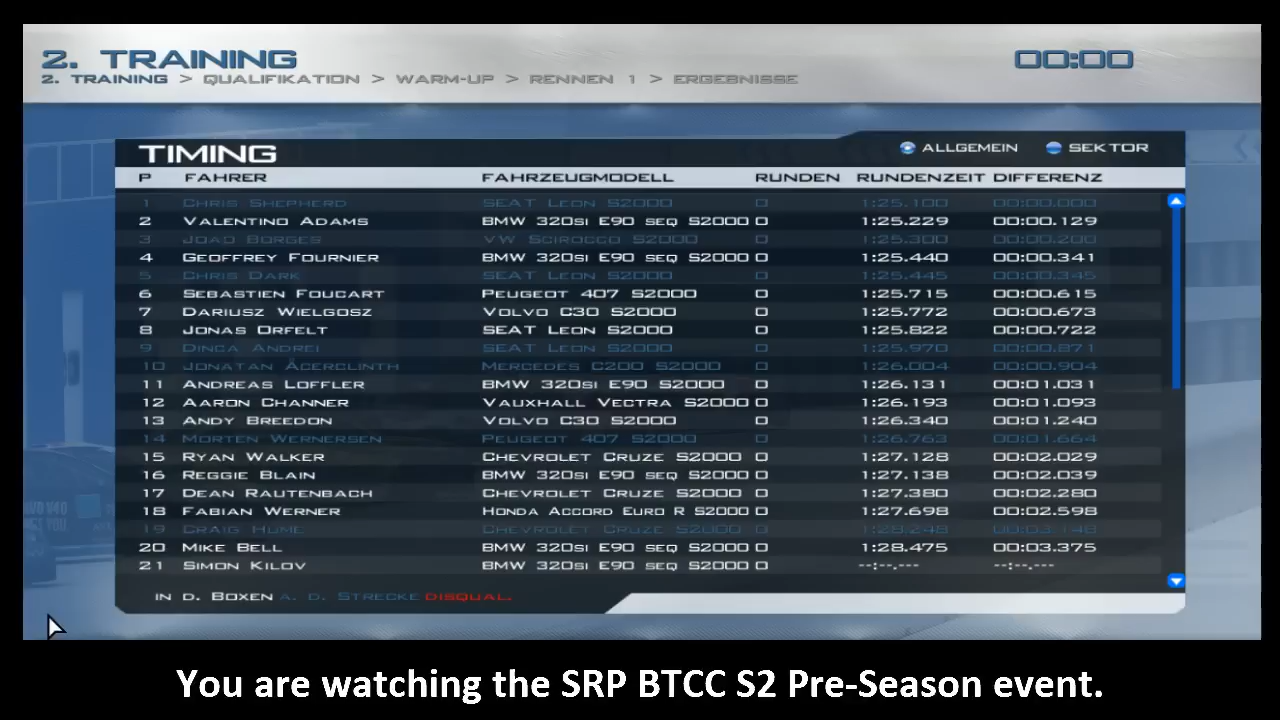 2. TRAINING 00:00
2. TRAINING > QUALIFIKATION > WARM-UP > RENNEN 1 > ERGEBNISSE
TIMING ALLGEMEIN SEKTOR
P FAHRER FAHRZEUGMODELL RUNDEN RUNDENZEIT DIFFERENZ
1 CHRIS SHEPHERD SEAT LEON S2000 0 1:25.100 00:00.000
2 VALENTINO ADAMS BMW 320SI E90 SEQ S2000 0 1:25.229 00:00.129
3 JOAO BORGES VW SCIROCCO S2000 0 1:25.300 00:00.200
4 GEOFFREY FOURNIER BMW 320SI E90 SEQ S2000 0 1:25.440 00:00.341
5 CHRIS DARK SEAT LEON S2000 0 1:25.445 00:00.345
6 SEBASTIEN FOUCART PEUGEOT 407 S2000 0 1:25.715 00:00.615
7 DARIUSZ WIELGOSZ VOLVO C30 S2000 0 1:25.772 00:00.673
8 JONAS ORFELT SEAT LEON S2000 0 1:25.822 00:00.722
9 DINCA ANDREI SEAT LEON S2000 0 1:25.970 00:00.871
10 JONATAN ÅCERCLINTH MERCEDES C200 S2000 0 1:26.004 00:00.904
11 ANDREAS LOFFLER BMW 320SI E90 S2000 0 1:26.131 00:01.031
12 AARON CHANNER VAUXHALL VECTRA S2000 0 1:26.193 00:01.093
13 ANDY BREEDON VOLVO C30 S2000 0 1:26.340 00:01.240
14 MORTEN WERNERSEN PEUGEOT 407 S2000 0 1:26.763 00:01.664
15 RYAN WALKER CHEVROLET CRUZE S2000 0 1:27.128 00:02.029
16 REGGIE BLAIN BMW 320SI E90 SEQ S2000 0 1:27.138 00:02.039
17 DEAN RAUTENBACH CHEVROLET CRUZE S2000 0 1:27.380 00:02.280
18 FABIAN WERNER HONDA ACCORD EURO R S2000 0 1:27.698 00:02.598
19 CRAIG HUME CHEVROLET CRUZE S2000 0 1:28.248 00:03.148
20 MIKE BELL BMW 320SI E90 SEQ S2000 0 1:28.475 00:03.375
21 SIMON KILOV BMW 320SI E90 SEQ S2000 0 --:--.--- --:--.---
IN D. BOXEN A. D. STRECKE DISQUAL.
You are watching the SRP BTCC S2 Pre-Season event.